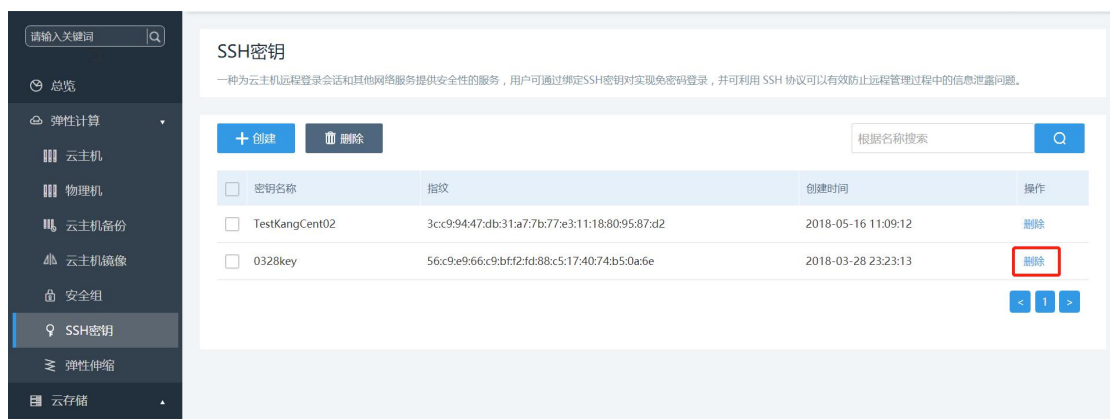 请输入关键词
总览
弹性计算
云主机
物理机
云主机备份
云主机镜像
安全组
SSH密钥
弹性伸缩
云存储
SSH密钥
一种为云主机远程登录会话和其他网络服务提供安全性的服务，用户可通过绑定SSH密钥对实现免密码登录，并可利用 SSH 协议可以有效防止远程管理过程中的信息泄露问题。
创建 删除 根据名称搜索
密钥名称 指纹 创建时间 操作
TestKangCent02 3c:c9:94:47:db:31:a7:7b:77:e3:11:18:80:95:87:d2 2018-05-16 11:09:12 删除
0328key 56:c9:e9:66:c9:bf:f2:fd:88:c5:17:40:74:b5:0a:6e 2018-03-28 23:23:13 删除
< 1 >